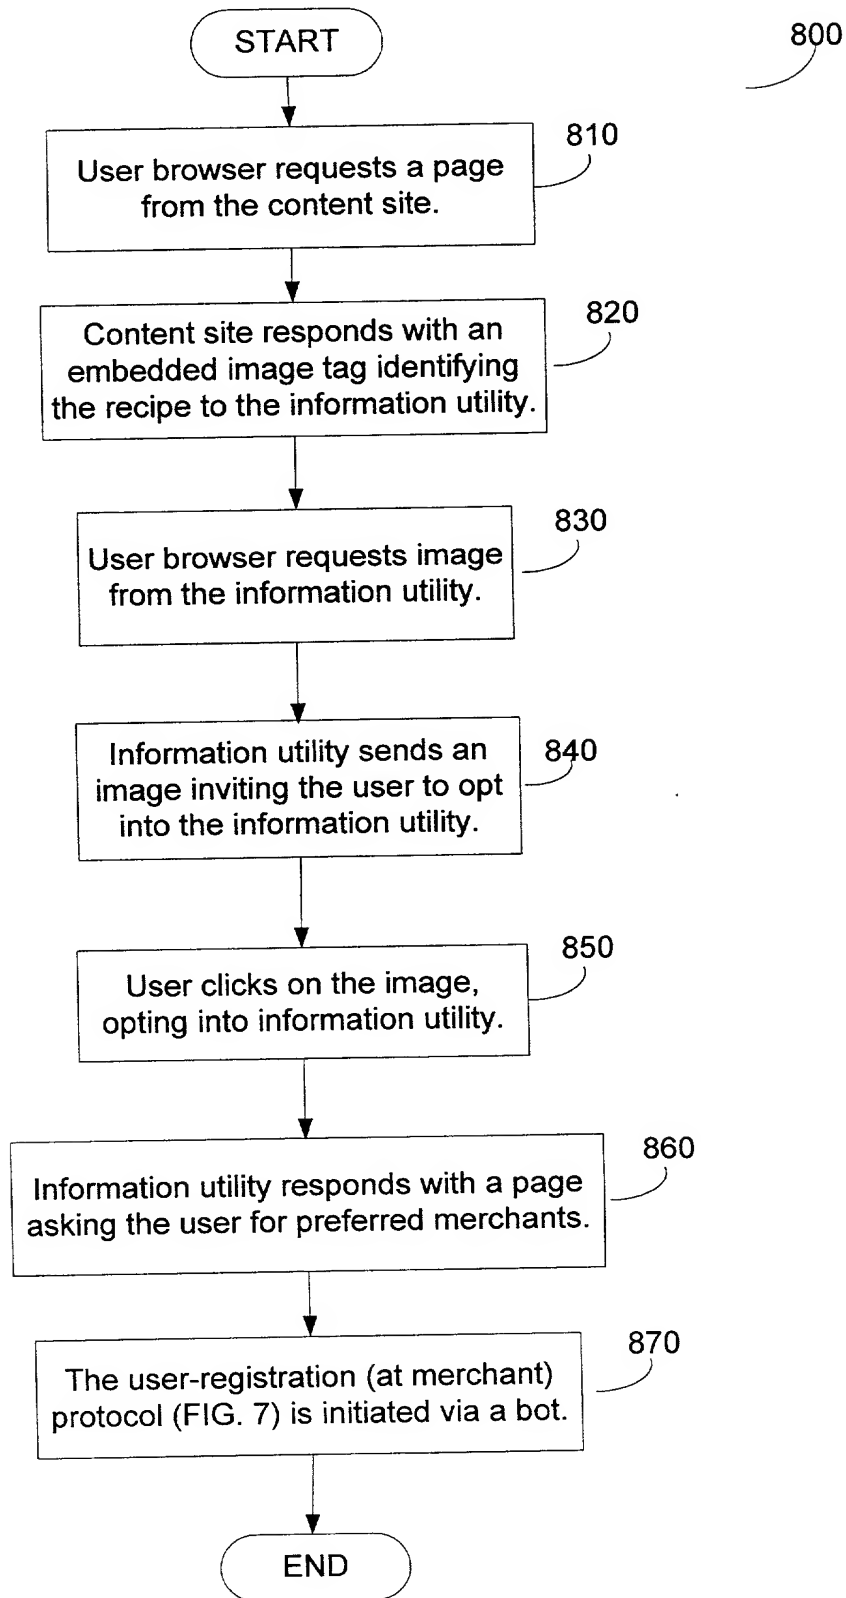 START
800
810
User browser requests a page
from the content site.
820
Content site responds with an
embedded image tag identifying
the recipe to the information utility.
830
User browser requests image
from the information utility.
840
Information utility sends an
image inviting the user to opt
into the information utility.
850
User clicks on the image,
opting into information utility.
860
Information utility responds with a page
asking the user for preferred merchants.
870
The user-registration (at merchant)
protocol (FIG. 7) is initiated via a bot.
END